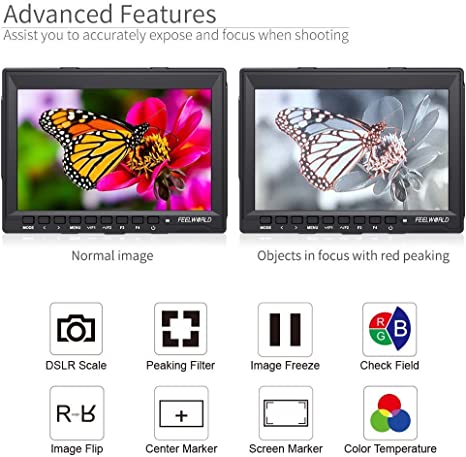 Advanced Features
Assist you to accurately expose and focus when shooting
FEELWORLD
MODE < > MENU F1 F2 F3 F4
FEELWORLD
MODE < > MENU F1 F2 F3 F4
Normal image
Objects in focus with red peaking
R G B
DSLR Scale
Peaking Filter
Image Freeze
Check Field
R-R
Image Flip
Center Marker
Screen Marker
Color Temperature